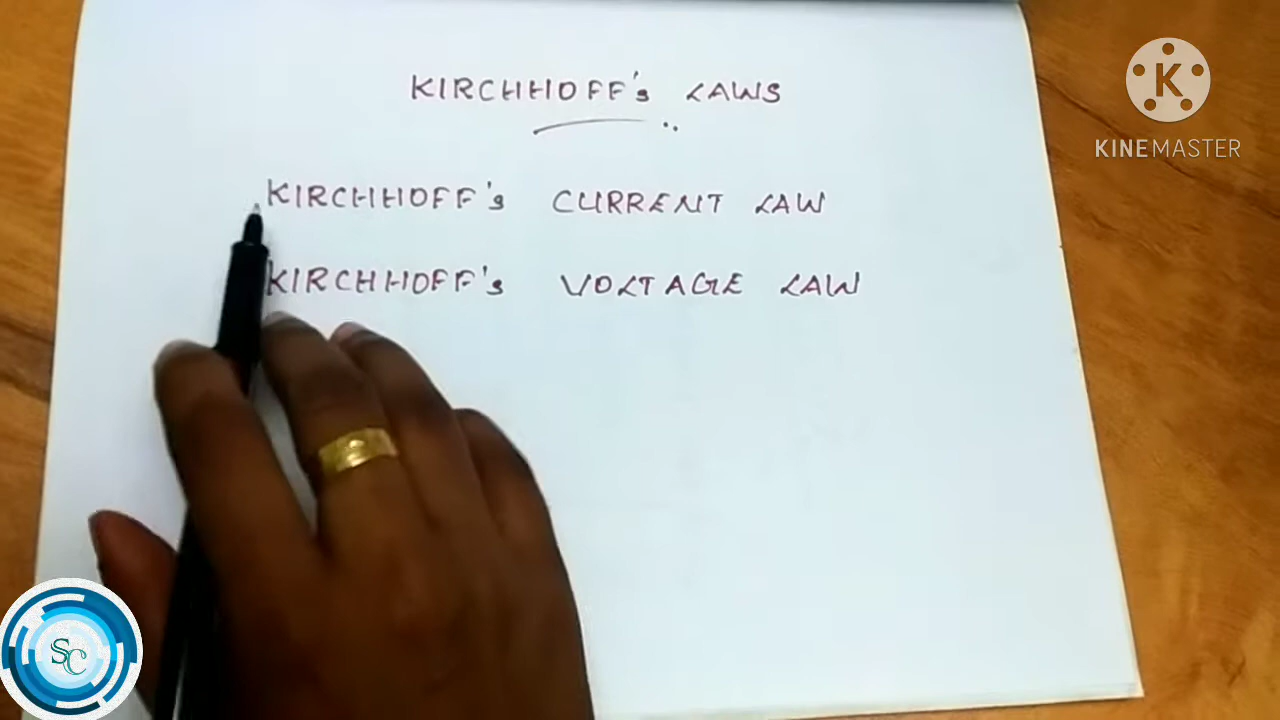 KIRCHHOFF's LAWS
KINEMASTER
KIRCHHOFF's CURRENT LAW
KIRCHHOFF's VOLTAGE LAW
SC